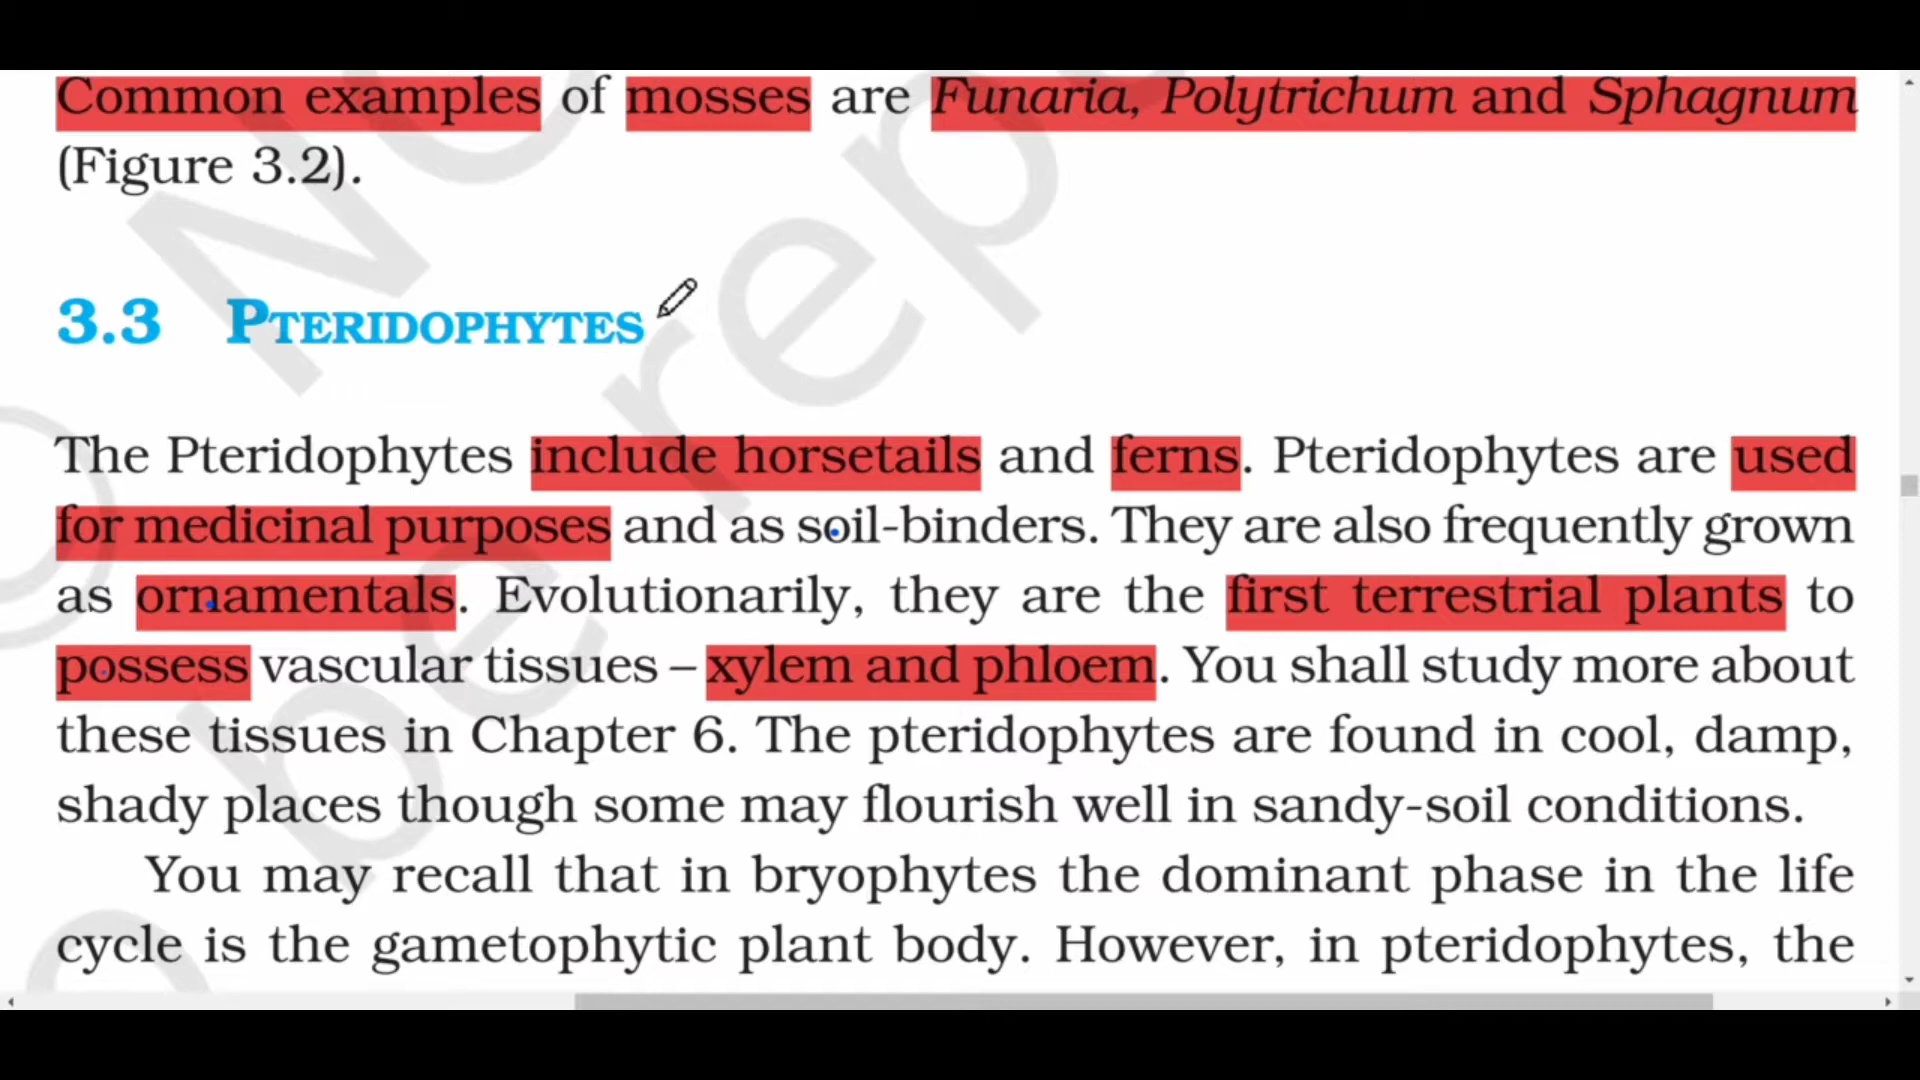 Common examples of mosses are Funaria, Polytrichum and Sphagnum
(Figure 3.2).
3.3 PTERIDOPHYTES
The Pteridophytes include horsetails and ferns. Pteridophytes are used
for medicinal purposes and as soil-binders. They are also frequently grown
as ornamentals. Evolutionarily, they are the first terrestrial plants to
possess vascular tissues – xylem and phloem. You shall study more about
these tissues in Chapter 6. The pteridophytes are found in cool, damp,
shady places though some may flourish well in sandy-soil conditions.
You may recall that in bryophytes the dominant phase in the life
cycle is the gametophytic plant body. However, in pteridophytes, the